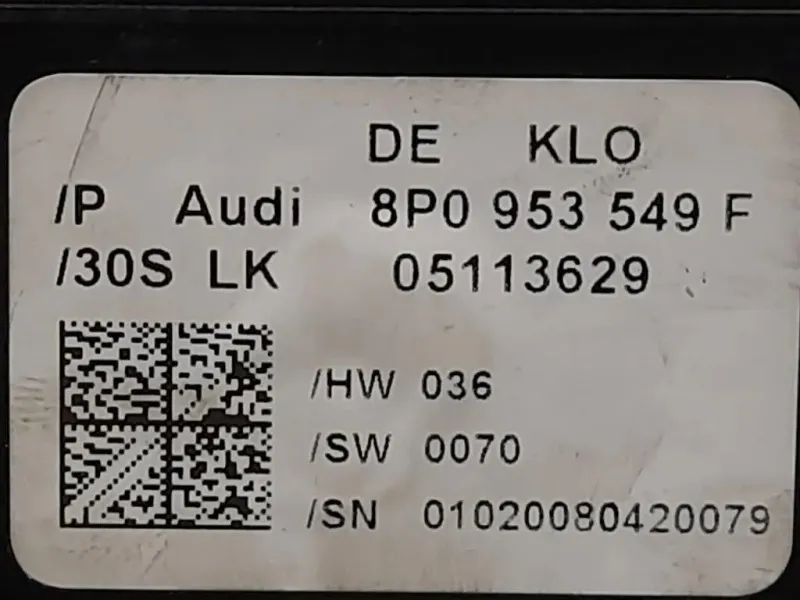 DE KLO
/P Audi 8P0 953 549 F
/30S LK 05113629
/HW 036
/SW 0070
/SN 01020080420079